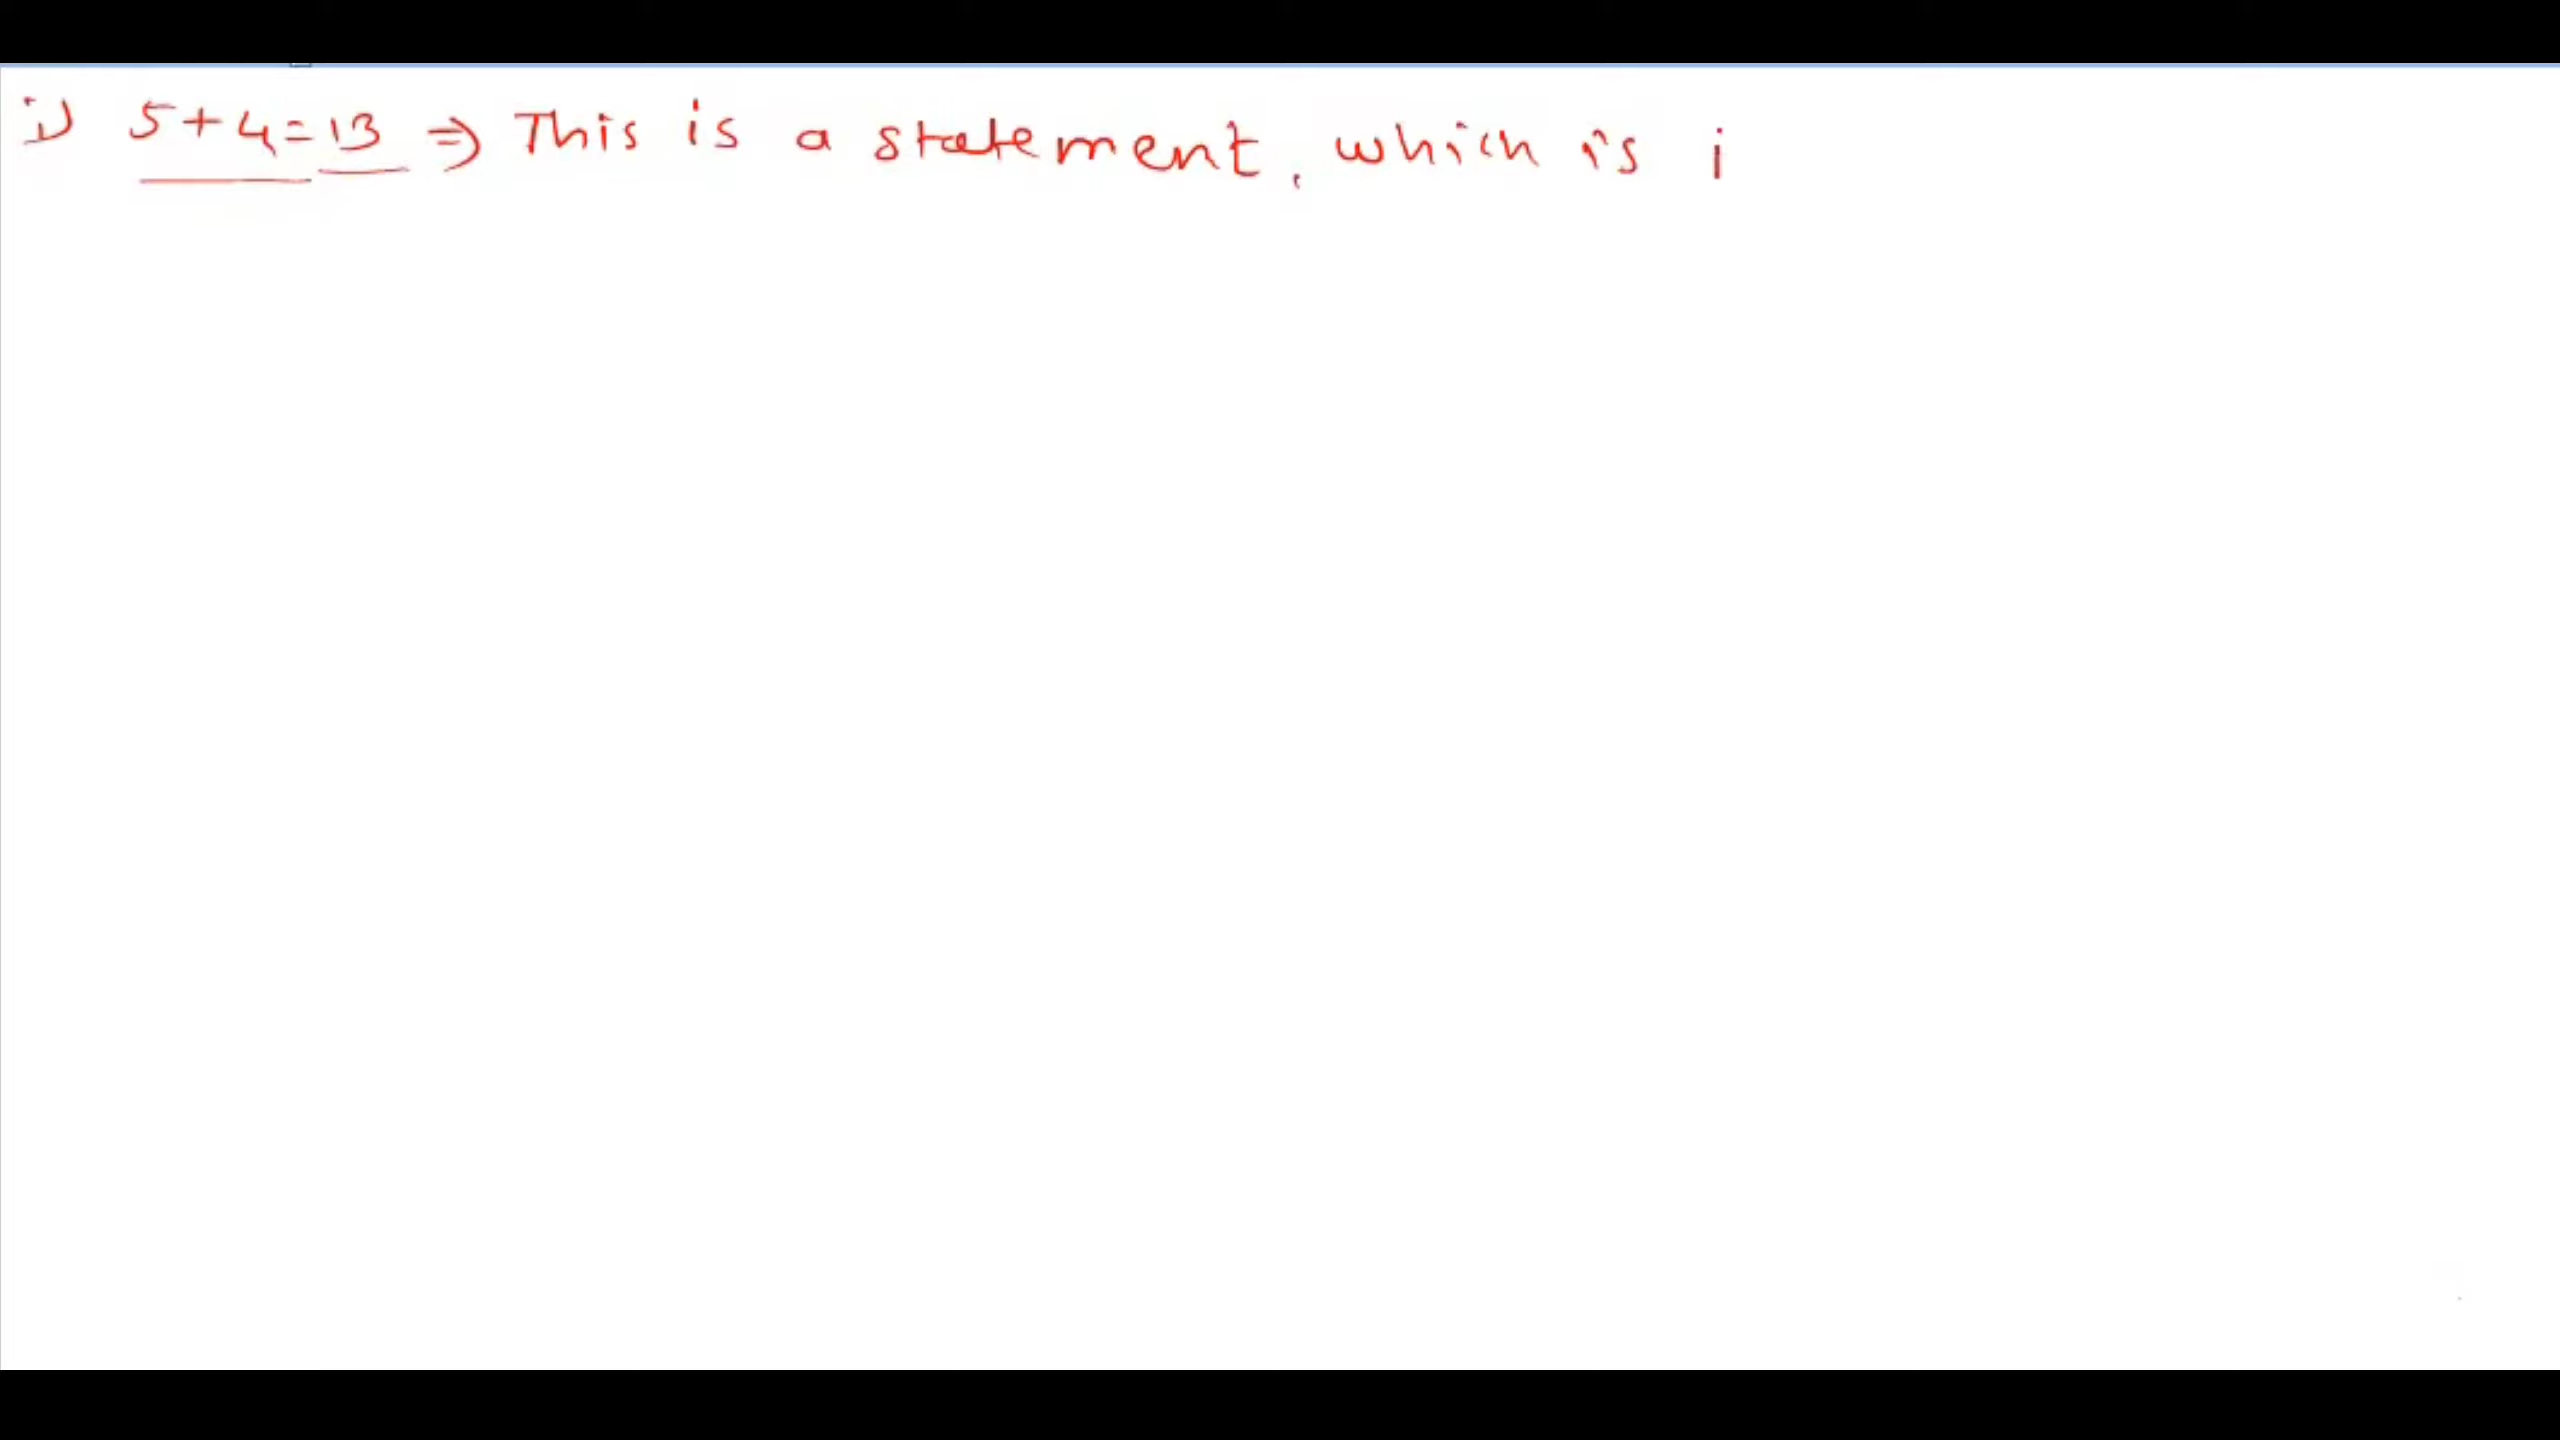 i) 5+4=13 ⇒ This is a statement, which is i